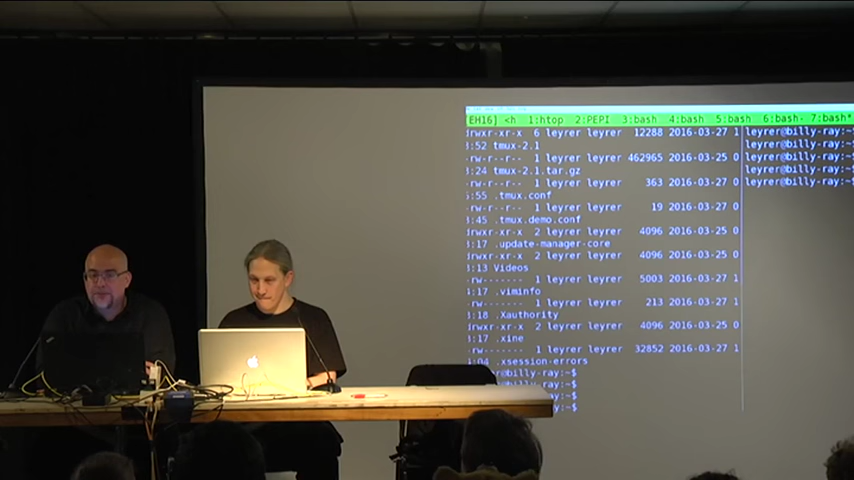 EH16] <h 1:htop 2:PEPI 3:bash 4:bash 5:bash 6:bash- 7:bash*
drwxr-xr-x 6 leyrer leyrer 12288 2016-03-27 1
:52 tmux-2.1
-rw-r--r-- 1 leyrer leyrer 462965 2016-03-25 0
:24 tmux-2.1.tar.gz
-rw-r--r-- 1 leyrer leyrer 363 2016-03-27 0
:55 .tmux.conf
-rw-r--r-- 1 leyrer leyrer 19 2016-03-27 0
:45 .tmux.demo.conf
drwxr-xr-x 2 leyrer leyrer 4096 2016-03-25 0
:17 .update-manager-core
drwxr-xr-x 2 leyrer leyrer 4096 2016-03-25 0
:13 Videos
-rw------- 1 leyrer leyrer 5003 2016-03-27 1
:17 .viminfo
-rw------- 1 leyrer leyrer 213 2016-03-27 1
:18 .Xauthority
drwxr-xr-x 2 leyrer leyrer 4096 2016-03-25 0
:17 .xine
-rw------- 1 leyrer leyrer 32852 2016-03-27 1
:04 .xsession-errors
@billy-ray:~$
billy-ray:~$
y:~$
y:~$
leyrer@billy-ray:~$
leyrer@billy-ray:~$
leyrer@billy-ray:~$
leyrer@billy-ray:~$
leyrer@billy-ray:~$